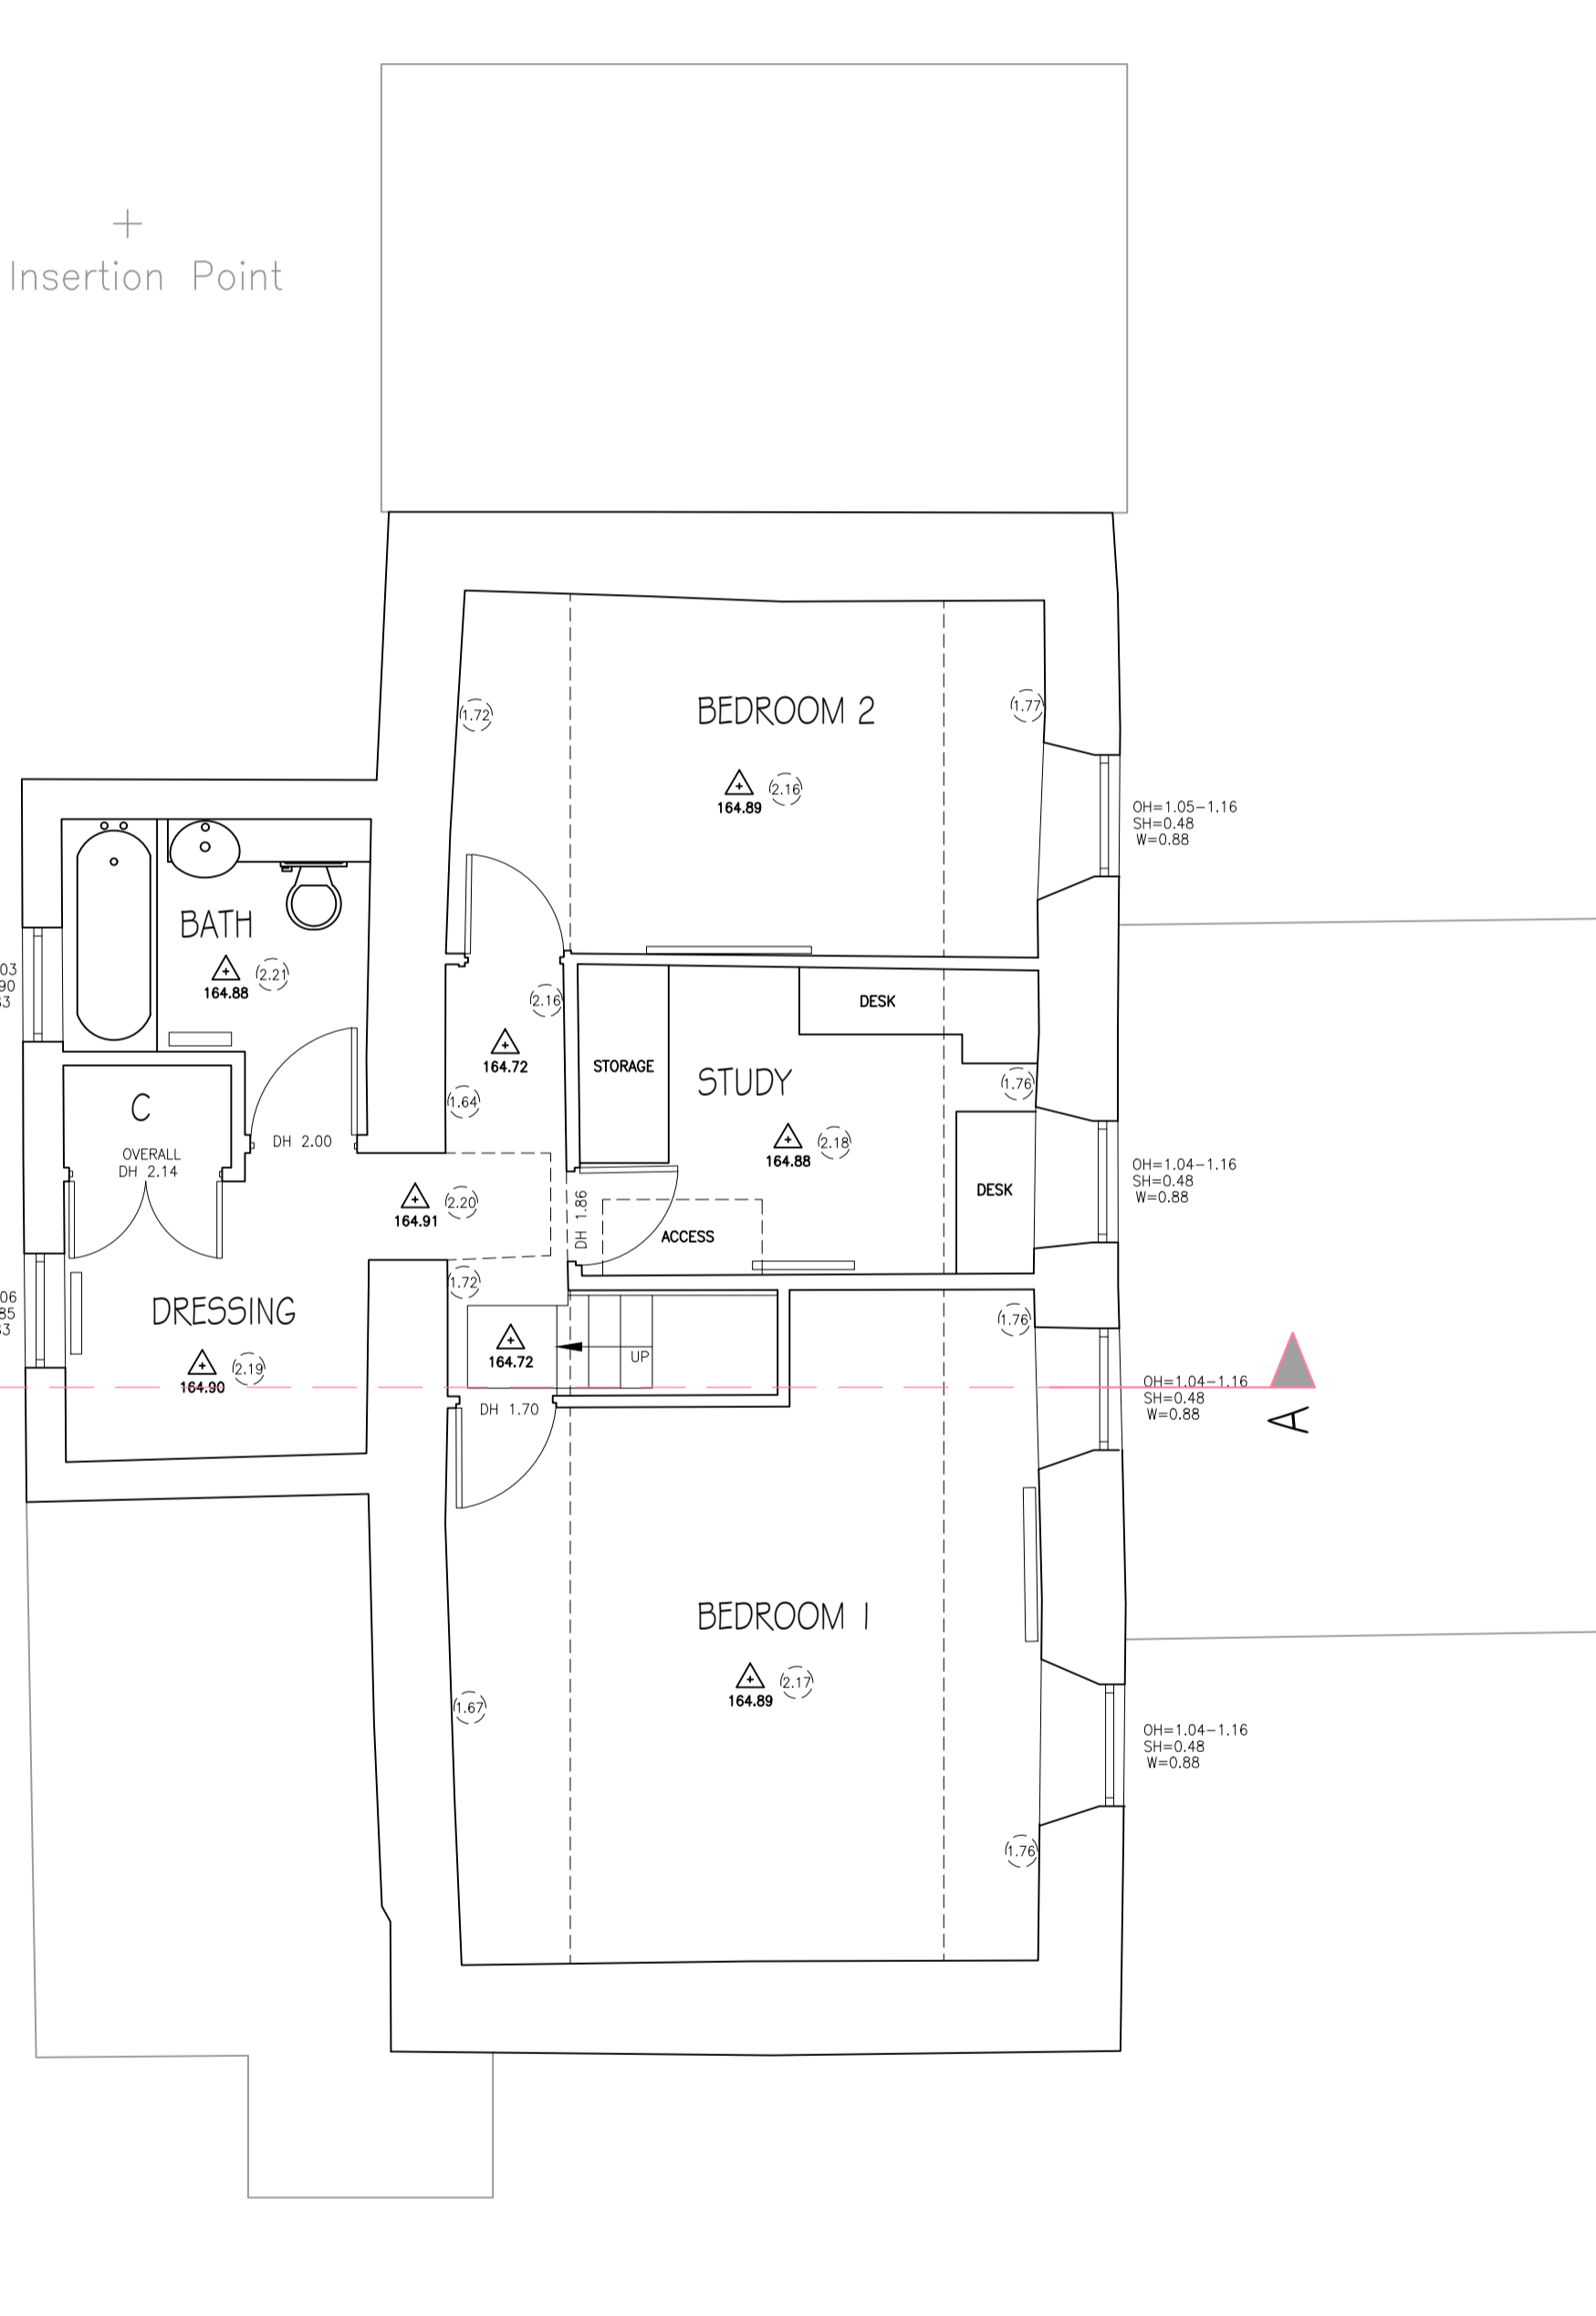 Insertion Point
BEDROOM 2
1.72
1.77
164.89
2.16
OH=1.05-1.16
SH=0.48
W=0.88
BATH
164.88
2.21
03
90
2.16
164.72
1.64
STORAGE
DESK
STUDY
1.76
164.88
2.18
DESK
OH=1.04-1.16
SH=0.48
W=0.88
C
OVERALL
DH 2.14
DH 2.00
164.91
2.20
DH 1.86
ACCESS
1.72
06
85
DRESSING
164.90
2.19
164.72
UP
DH 1.70
1.76
OH=1.04-1.16
SH=0.48
W=0.88
A
BEDROOM 1
164.89
2.17
1.67
OH=1.04-1.16
SH=0.48
W=0.88
1.76